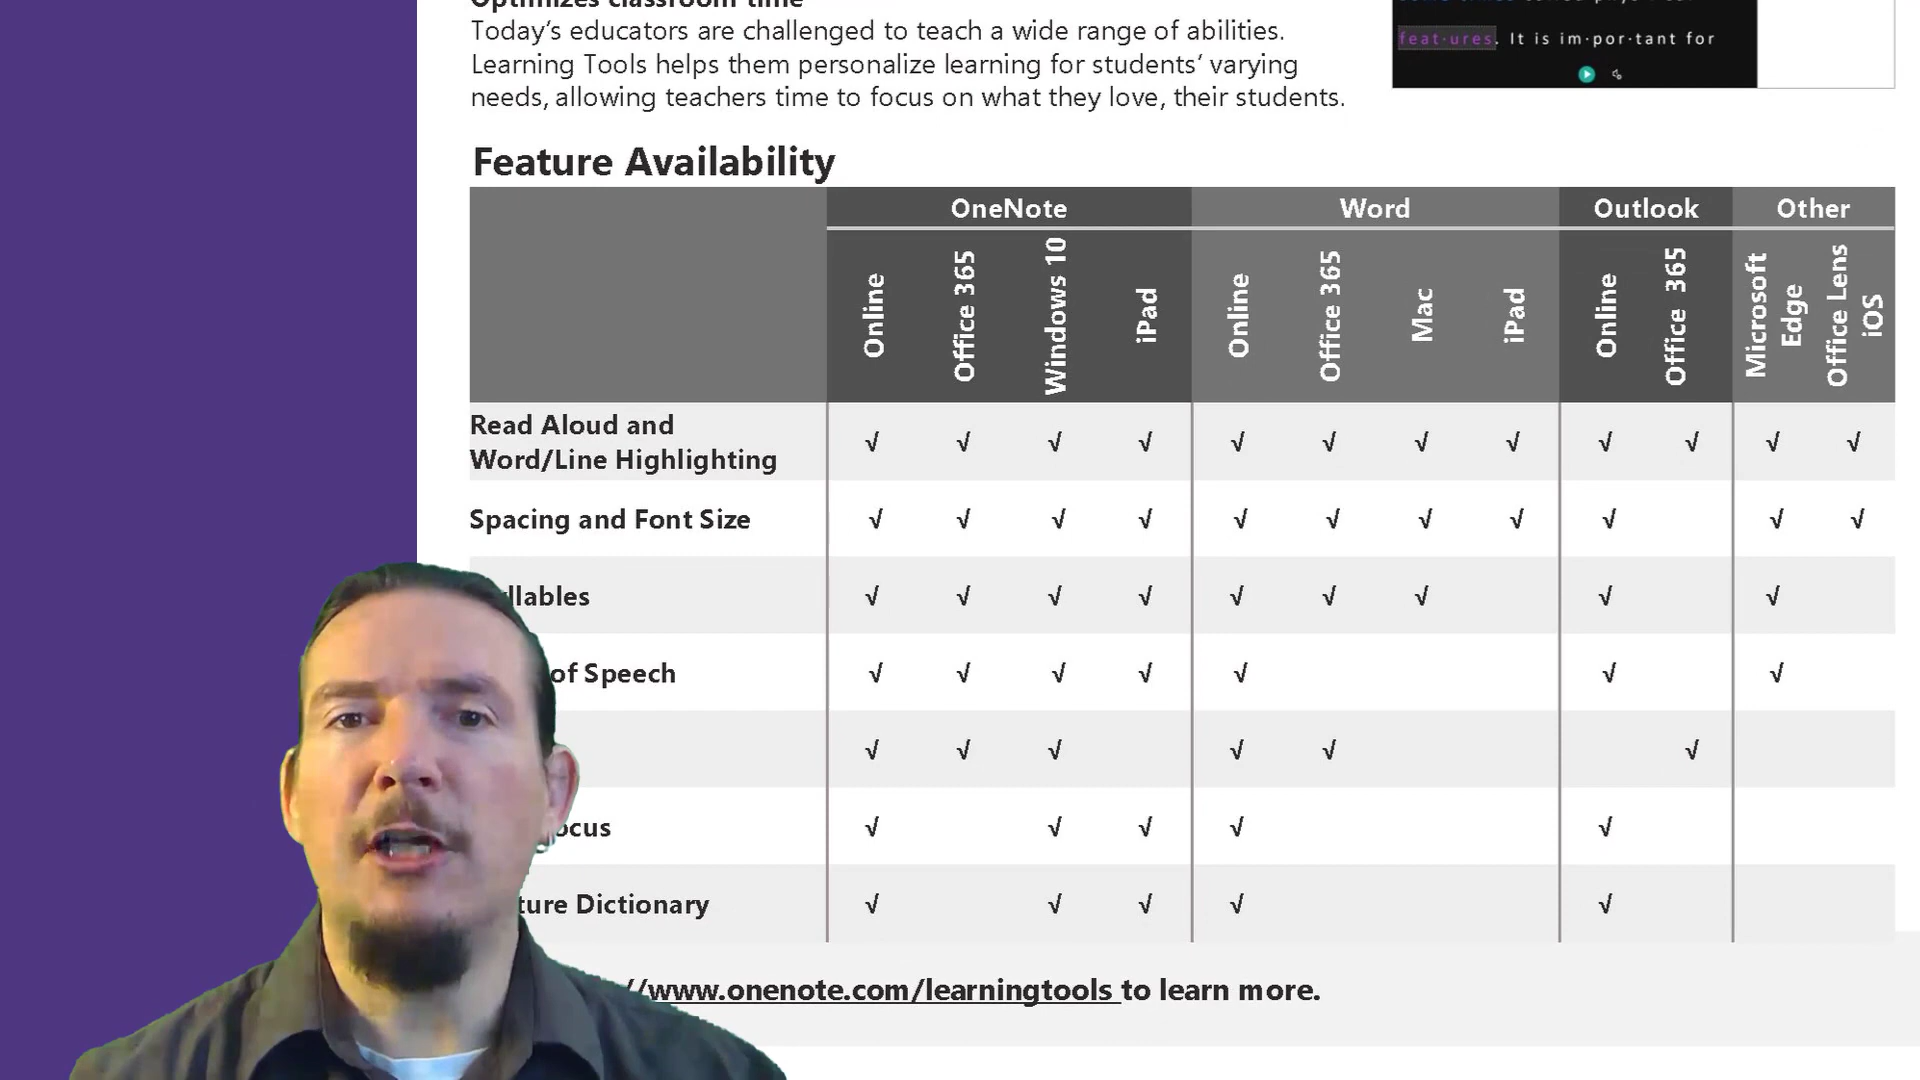 Optimizes classroom time
Today's educators are challenged to teach a wide range of abilities.
Learning Tools helps them personalize learning for students' varying
needs, allowing teachers time to focus on what they love, their students.
feat·ures. It is im·por·tant for
Feature Availability
OneNote Word Outlook Other
Online Office 365 Windows 10 iPad Online Office 365 Mac iPad Online Office 365 Microsoft Edge Office Lens iOS
Read Aloud and
Word/Line Highlighting √ √ √ √ √ √ √ √ √ √ √ √
Spacing and Font Size √ √ √ √ √ √ √ √ √ √ √
llables √ √ √ √ √ √ √ √ √
of Speech √ √ √ √ √ √ √
√ √ √ √ √ √
ocus √ √ √ √ √
ture Dictionary √ √ √ √ √
//www.onenote.com/learningtools to learn more.